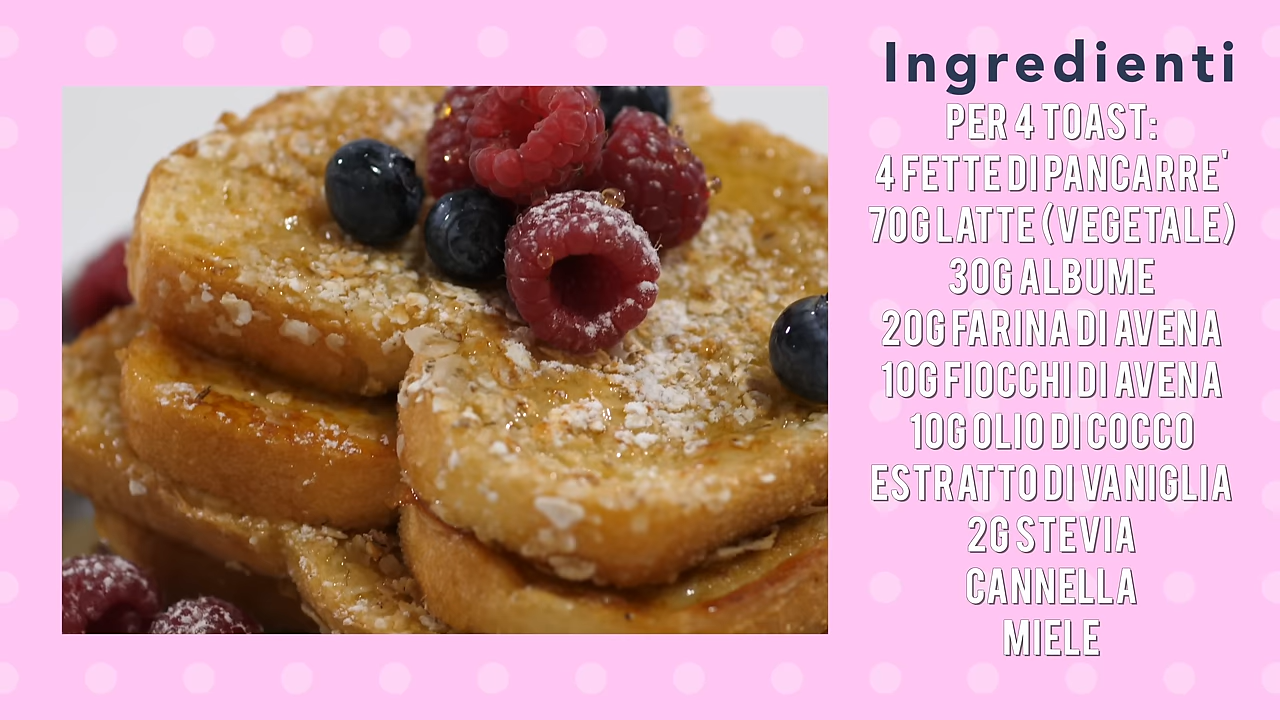 Ingredienti
PER 4 TOAST:
4 FETTE DI PANCARRE'
70G LATTE (VEGETALE)
30G ALBUME
20G FARINA DI AVENA
10G FIOCCHI DI AVENA
10G OLIO DI COCCO
ESTRATTO DI VANIGLIA
2G STEVIA
CANNELLA
MIELE